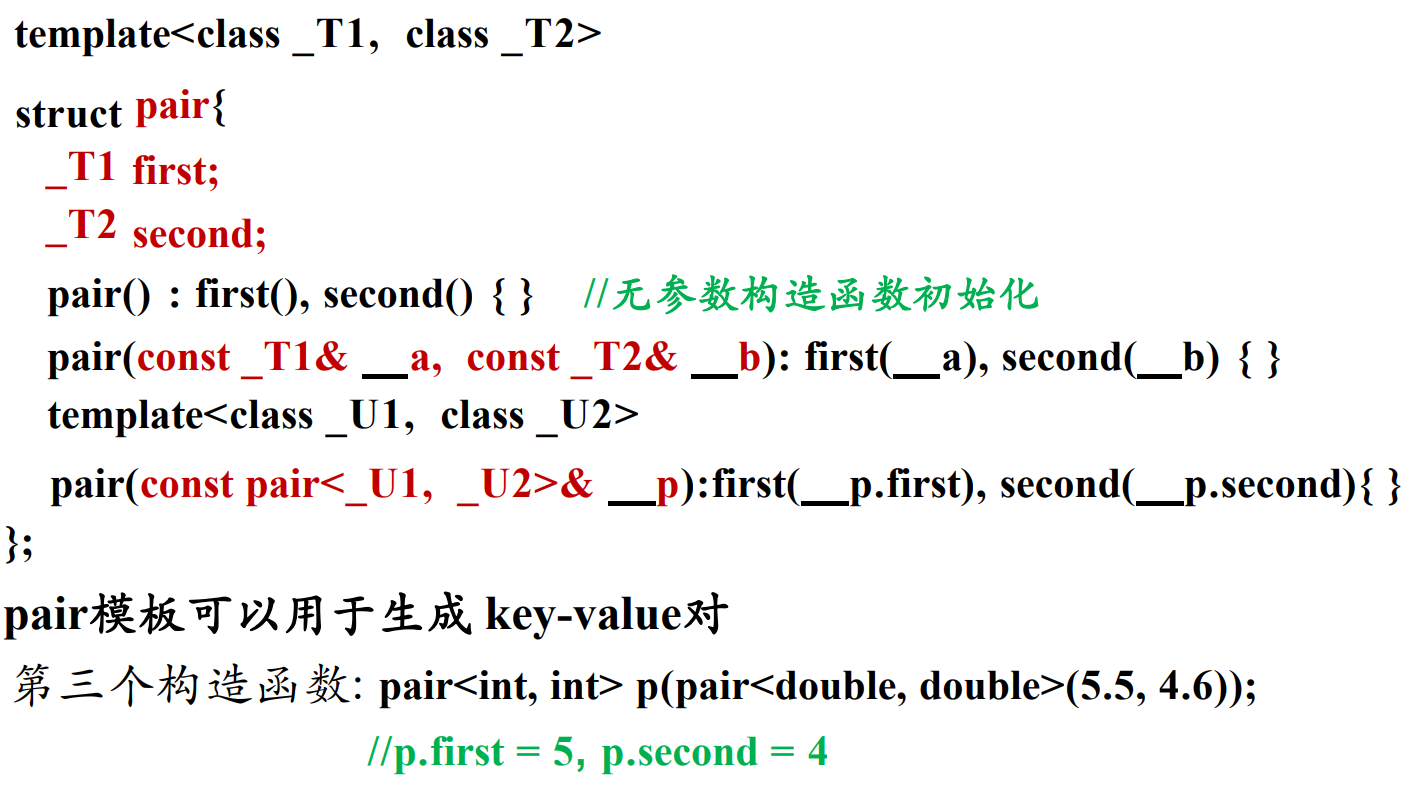 template<class _T1, class _T2>
struct pair{
_T1 first;
_T2 second;
pair() : first(), second() { } //无参数构造函数初始化
pair(const _T1& __a, const _T2& __b): first(__a), second(__b) { }
template<class _U1, class _U2>
pair(const pair<_U1, _U2>& __p):first(__p.first), second(__p.second){ }
};
pair模板可以用于生成 key-value对
第三个构造函数: pair<int, int> p(pair<double, double>(5.5, 4.6));
//p.first = 5, p.second = 4